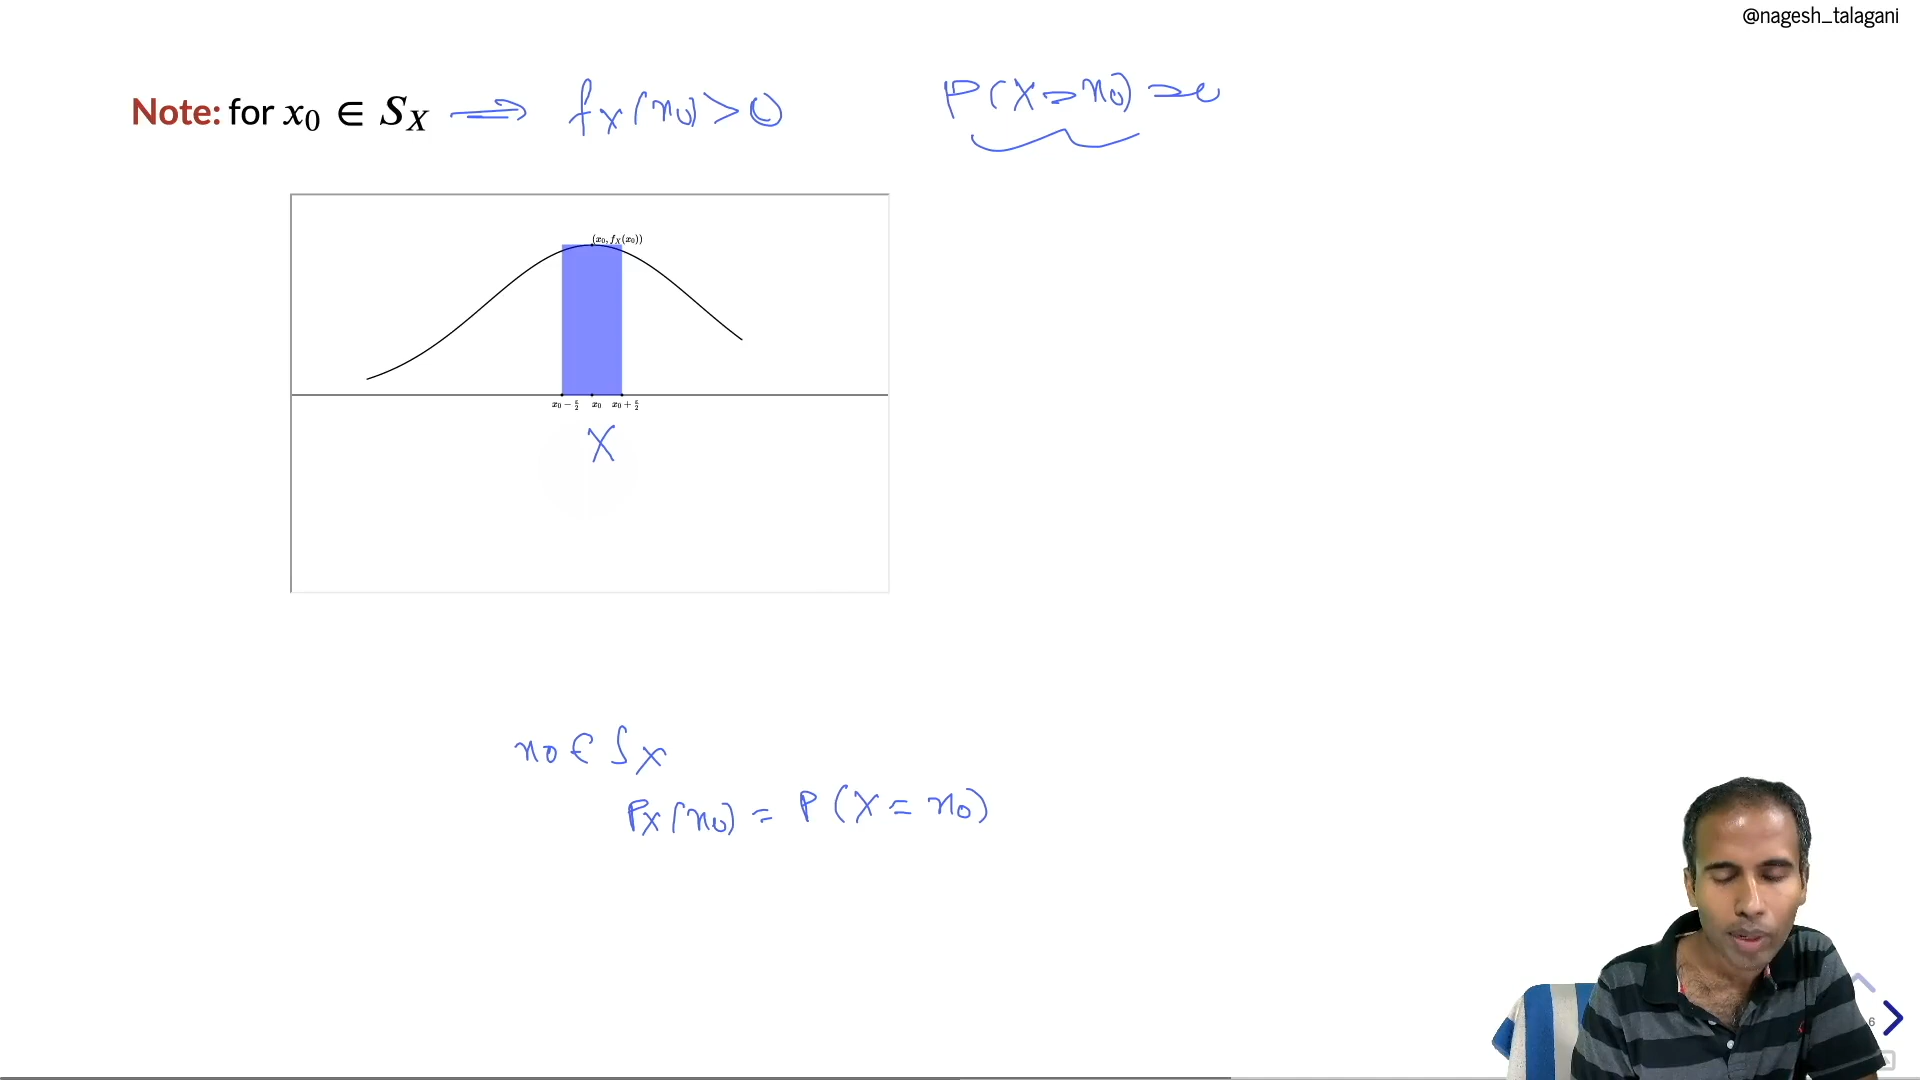 @nagesh_talagani
Note: for x₀ ∈ S_X ⟹ f_X(x₀) > 0 P(X = x₀) = 0
(x₀, f_X(x₀))
x₀ − ε/2 x₀ x₀ + ε/2
X
x₀ ∈ S_X
P_X(x₀) = P(X = x₀)
6